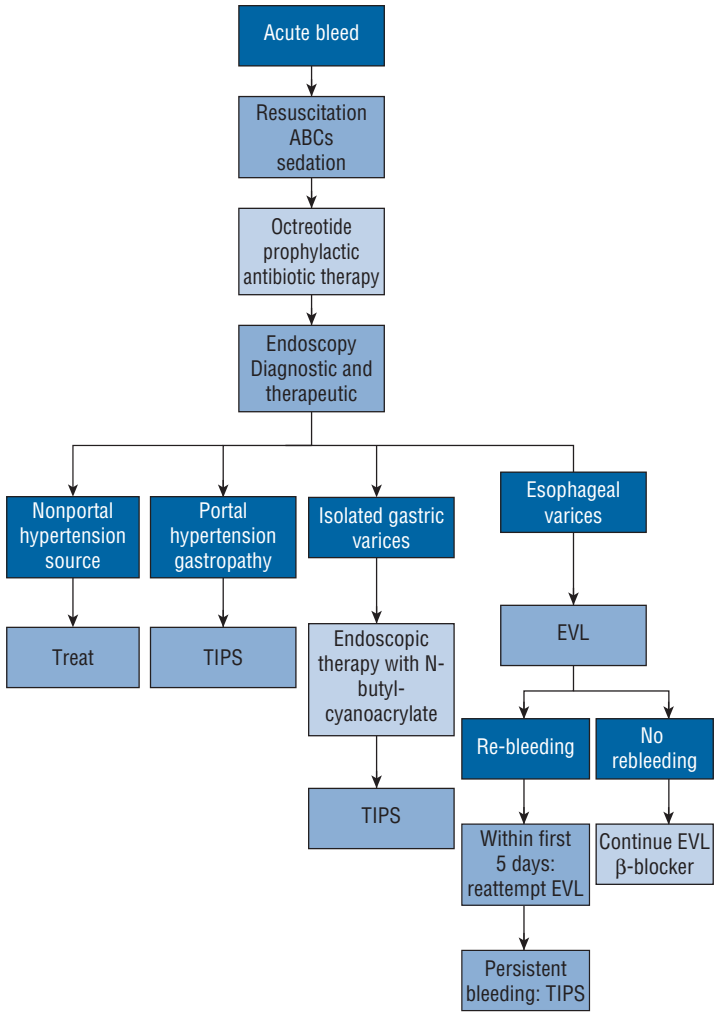 Acute bleed
Resuscitation
ABCs
sedation
Octreotide
prophylactic
antibiotic therapy
Endoscopy
Diagnostic and
therapeutic
Nonportal
hypertension
source
Portal
hypertension
gastropathy
Isolated gastric
varices
Esophageal
varices
Treat
TIPS
Endoscopic
therapy with N-
butyl-
cyanoacrylate
EVL
TIPS
Re-bleeding
No
rebleeding
Within first
5 days:
reattempt EVL
Continue EVL
β-blocker
Persistent
bleeding: TIPS